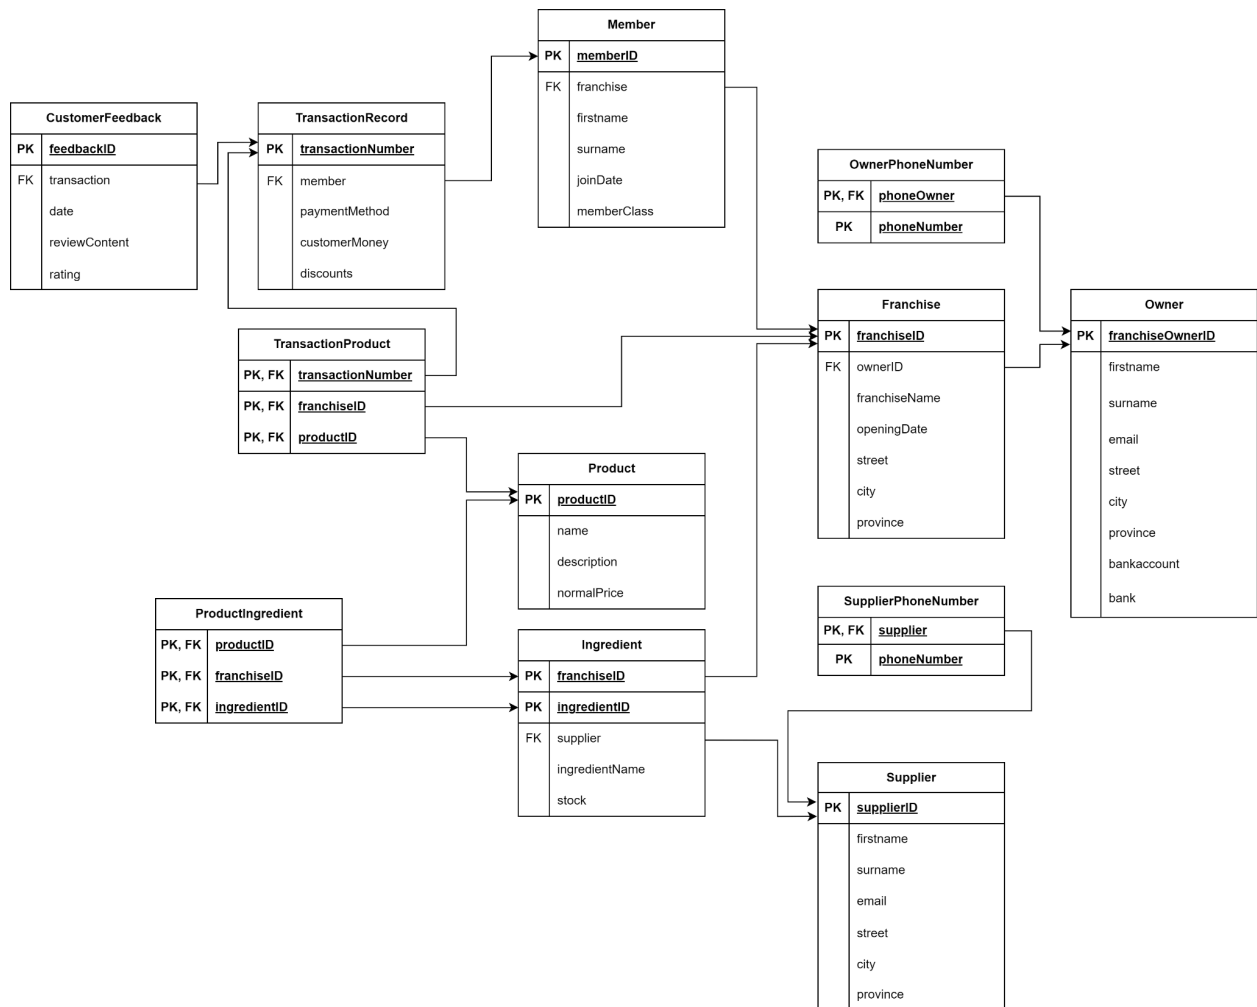 Member
PK memberID
FK franchise
firstname
surname
joinDate
memberClass
CustomerFeedback
PK feedbackID
FK transaction
date
reviewContent
rating
TransactionRecord
PK transactionNumber
FK member
paymentMethod
customerMoney
discounts
OwnerPhoneNumber
PK, FK phoneOwner
PK phoneNumber
Franchise
PK franchiseID
FK ownerID
franchiseName
openingDate
street
city
province
Owner
PK franchiseOwnerID
firstname
surname
email
street
city
province
bankaccount
bank
TransactionProduct
PK, FK transactionNumber
PK, FK franchiseID
PK, FK productID
Product
PK productID
name
description
normalPrice
ProductIngredient
PK, FK productID
PK, FK franchiseID
PK, FK ingredientID
Ingredient
PK franchiseID
PK ingredientID
FK supplier
ingredientName
stock
SupplierPhoneNumber
PK, FK supplier
PK phoneNumber
Supplier
PK supplierID
firstname
surname
email
street
city
province